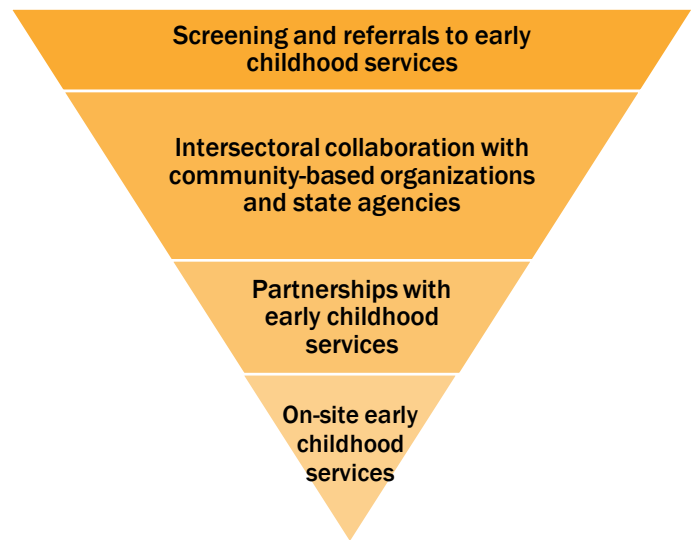 Screening and referrals to early
childhood services
Intersectoral collaboration with
community-based organizations
and state agencies
Partnerships with
early childhood
services
On-site early
childhood
services